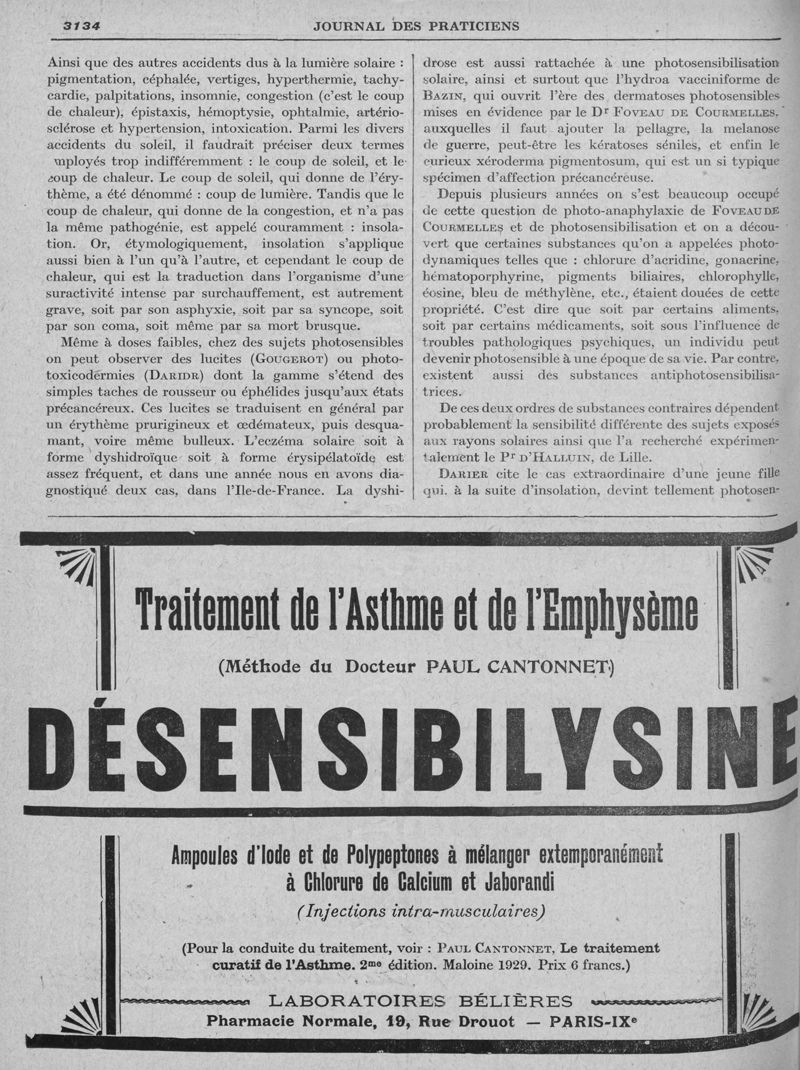 3134
JOURNAL DES PRATICIENS
Ainsi que des autres accidents dus à la lumière solaire :
pigmentation, céphalée, vertiges, hyperthermie, tachy-
cardie, palpitations, insomnie, congestion (c'est le coup
de chaleur), épistaxis, hémoptysie, ophtalmie, artério-
sclérose et hypertension, intoxication. Parmi les divers
accidents du soleil, il faudrait préciser deux termes
mployés trop indifféremment : le coup de soleil, et le
coup de chaleur. Le coup de soleil, qui donne de l'éry-
thème, a été dénommé : coup de lumière. Tandis que le
coup de chaleur, qui donne de la congestion, et n'a pas
la même pathogénie, est appelé couramment : insola-
tion. Or, étymologiquement, insolation s'applique
aussi bien à l'un qu'à l'autre, et cependant le coup de
chaleur, qui est la traduction dans l'organisme d'une
suractivité intense par surchauffement, est autrement
grave, soit par son asphyxie, soit par sa syncope, soit
par son coma, soit même par sa mort brusque.
Même à doses faibles, chez des sujets photosensibles
on peut observer des lucites (GOUGEROT) ou photo-
toxicodermies (DARIDR) dont la gamme s'étend des
simples taches de rousseur ou éphélides jusqu'aux états
précancéreux. Ces lucites se traduisent en général par
un érythème prurigineux et œdémateux, puis desqua-
mant, voire même bulleux. L'eczéma solaire soit à
forme dyshidroïque soit à forme érysipélatoïde est
assez fréquent, et dans une année nous en avons dia-
gnostiqué deux cas, dans l'Ile-de-France. La dyshi-
drose est aussi rattachée à une photosensibilisation
solaire, ainsi et surtout que l'hydroa vacciniforme de
BAZIN, qui ouvrit l'ère des dermatoses photosensibles
mises en évidence par le Dr FOVEAU DE COURMELLES,
auxquelles il faut ajouter la pellagre, la melanose
de guerre, peut-être les kératoses séniles, et enfin le
curieux xéroderma pigmentosum, qui est un si typique
spécimen d'affection précancéreuse.
Depuis plusieurs années on s'est beaucoup occupé
de cette question de photo-anaphylaxie de FOVEAU DE
COURMELLES et de photosensibilisation et on a décou-
vert que certaines substances qu'on a appelées photo-
dynamiques telles que : chlorure d'acridine, gonacrine,
hématoporphyrine, pigments biliaires, chlorophylle,
éosine, bleu de méthylène, etc., étaient douées de cette
propriété. C'est dire que soit par certains aliments,
soit par certains médicaments, soit sous l'influence de
troubles pathologiques psychiques, un individu peut
devenir photosensible à une époque de sa vie. Par contre,
existent aussi des substances antiphotosensibilisa-
trices.
De ces deux ordres de substances contraires dépendent
probablement la sensibilité différente des sujets exposés
aux rayons solaires ainsi que l'a recherché expérimen-
talement le Pr D'HALLUIN, de Lille.
DARIER cite le cas extraordinaire d'une jeune fille
qui, à la suite d'insolation, devint tellement photosen-
Traitement de l'Asthme et de l'Emphysème
(Méthode du Docteur PAUL CANTONNET)
DÉSENSIBILYSINE
Ampoules d'Iode et de Polypeptones à mélanger extemporanément
à Chlorure de Calcium et Jaborandi
(Injections intra-musculaires)
(Pour la conduite du traitement, voir : PAUL CANTONNET, Le traitement
curatif de l'Asthme. 2me édition. Maloine 1929. Prix 6 francs.)
LABORATOIRES BÉLIÈRES
Pharmacie Normale, 19, Rue Drouot — PARIS-IXe